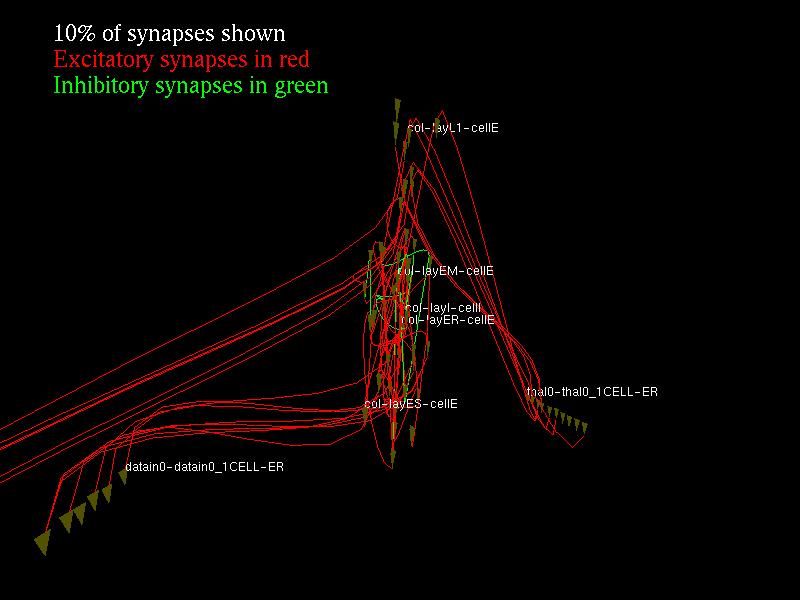 10% of synapses shown
Excitatory synapses in red
Inhibitory synapses in green
col-layL1-cellE
col-layEM-cellE
col-layI-cellI
col-layER-cellE
thal0-thal0_1CELL-ER
col-layES-cellE
datain0-datain0_1CELL-ER